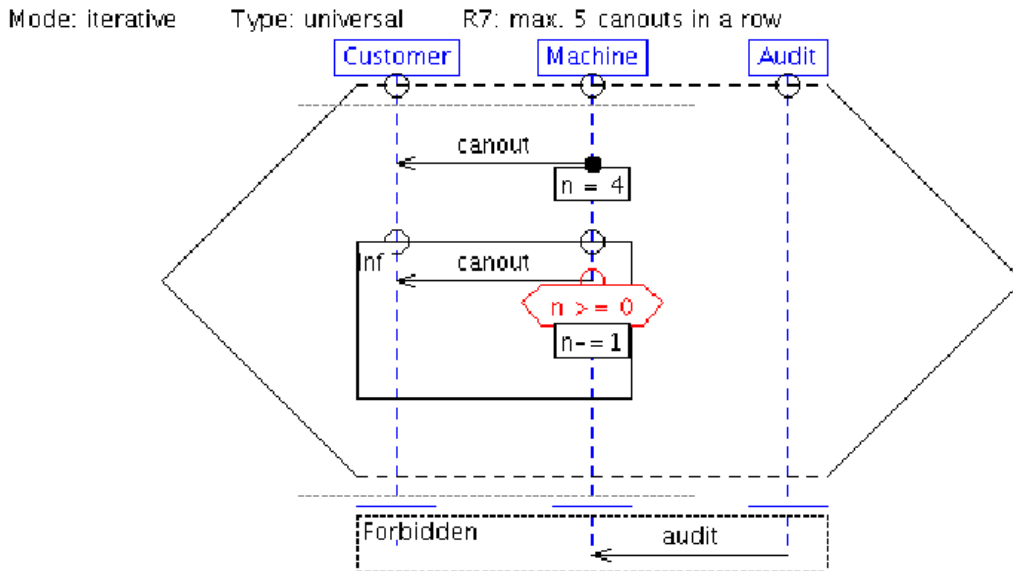 Mode: iterative Type: universal R7: max. 5 canouts in a row
Customer Machine Audit
canout
n = 4
Inf
canout
n >= 0
n-=1
Forbidden
audit